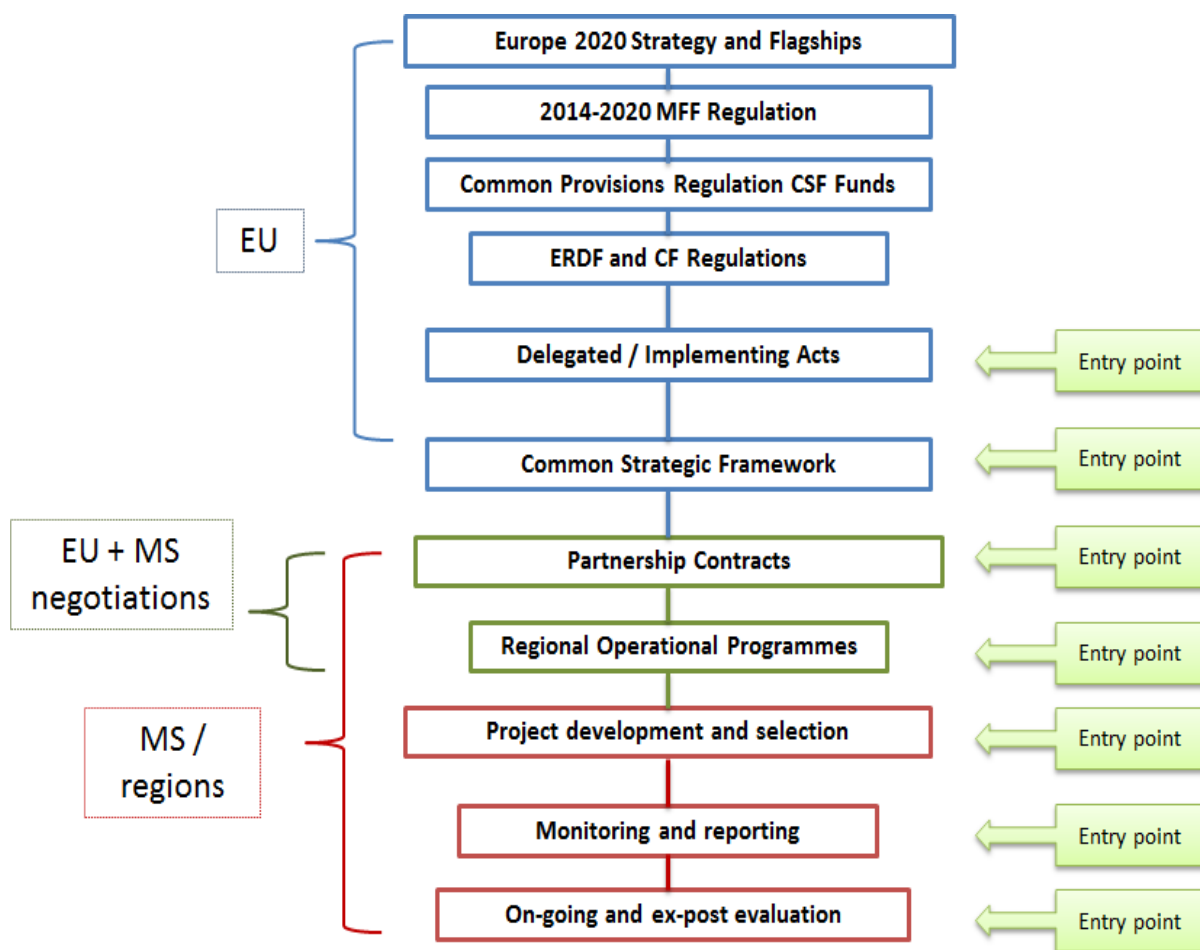 Europe 2020 Strategy and Flagships
2014-2020 MFF Regulation
Common Provisions Regulation CSF Funds
EU
ERDF and CF Regulations
Delegated / Implementing Acts
Entry point
Common Strategic Framework
Entry point
EU + MS
negotiations
Partnership Contracts
Entry point
Regional Operational Programmes
Entry point
MS /
regions
Project development and selection
Entry point
Monitoring and reporting
Entry point
On-going and ex-post evaluation
Entry point